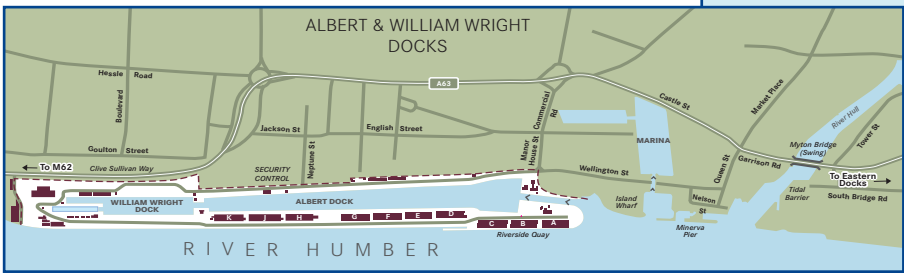 ALBERT & WILLIAM WRIGHT
DOCKS
Hessle Road
Boulevard
Goulton Street
To M62
Clive Sullivan Way
A63
Jackson St
English Street
Neptune St
SECURITY
CONTROL
Manor
House St
Commercial
Rd
Castle St
MARINA
Market Place
River Hull
Myton Bridge
(Swing)
Tower St
Garrison Rd
Queen St
Wellington St
To Eastern
Docks
South Bridge Rd
Tidal
Barrier
Nelson
St
Island
Wharf
Minerva
Pier
WILLIAM WRIGHT
DOCK
ALBERT DOCK
K
J
H
G
F
E
D
C
B
A
Riverside Quay
RIVER HUMBER